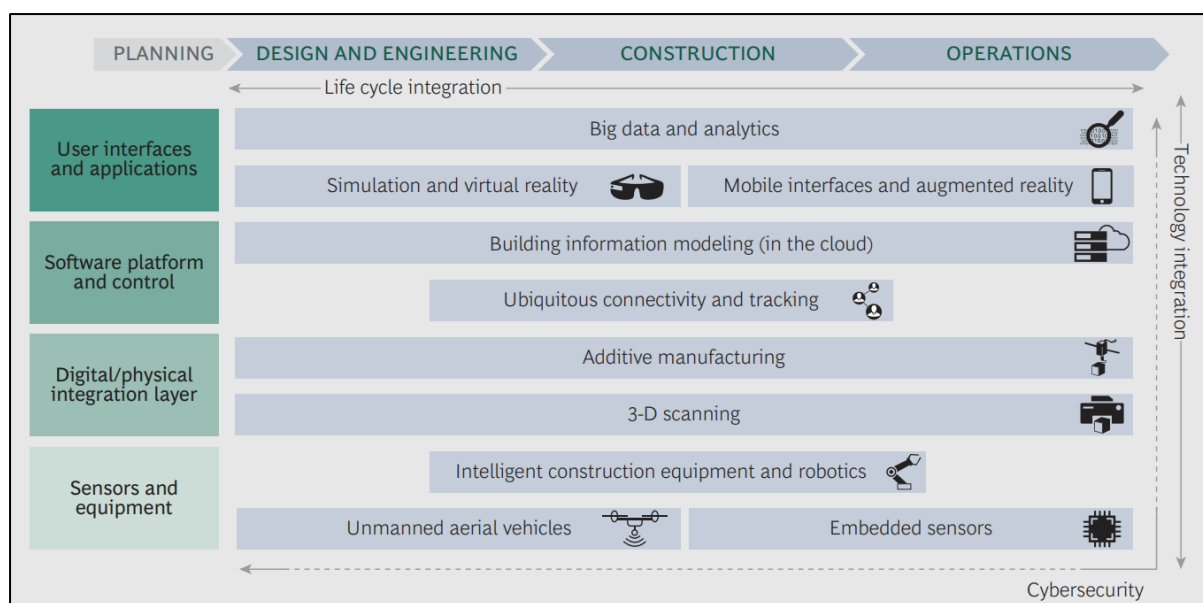 PLANNING
DESIGN AND ENGINEERING
CONSTRUCTION
OPERATIONS
Life cycle integration
User interfaces
and applications
Big data and analytics
Simulation and virtual reality
Mobile interfaces and augmented reality
Software platform
and control
Building information modeling (in the cloud)
Ubiquitous connectivity and tracking
Digital/physical
integration layer
Additive manufacturing
3-D scanning
Sensors and
equipment
Intelligent construction equipment and robotics
Unmanned aerial vehicles
Embedded sensors
Technology integration
Cybersecurity